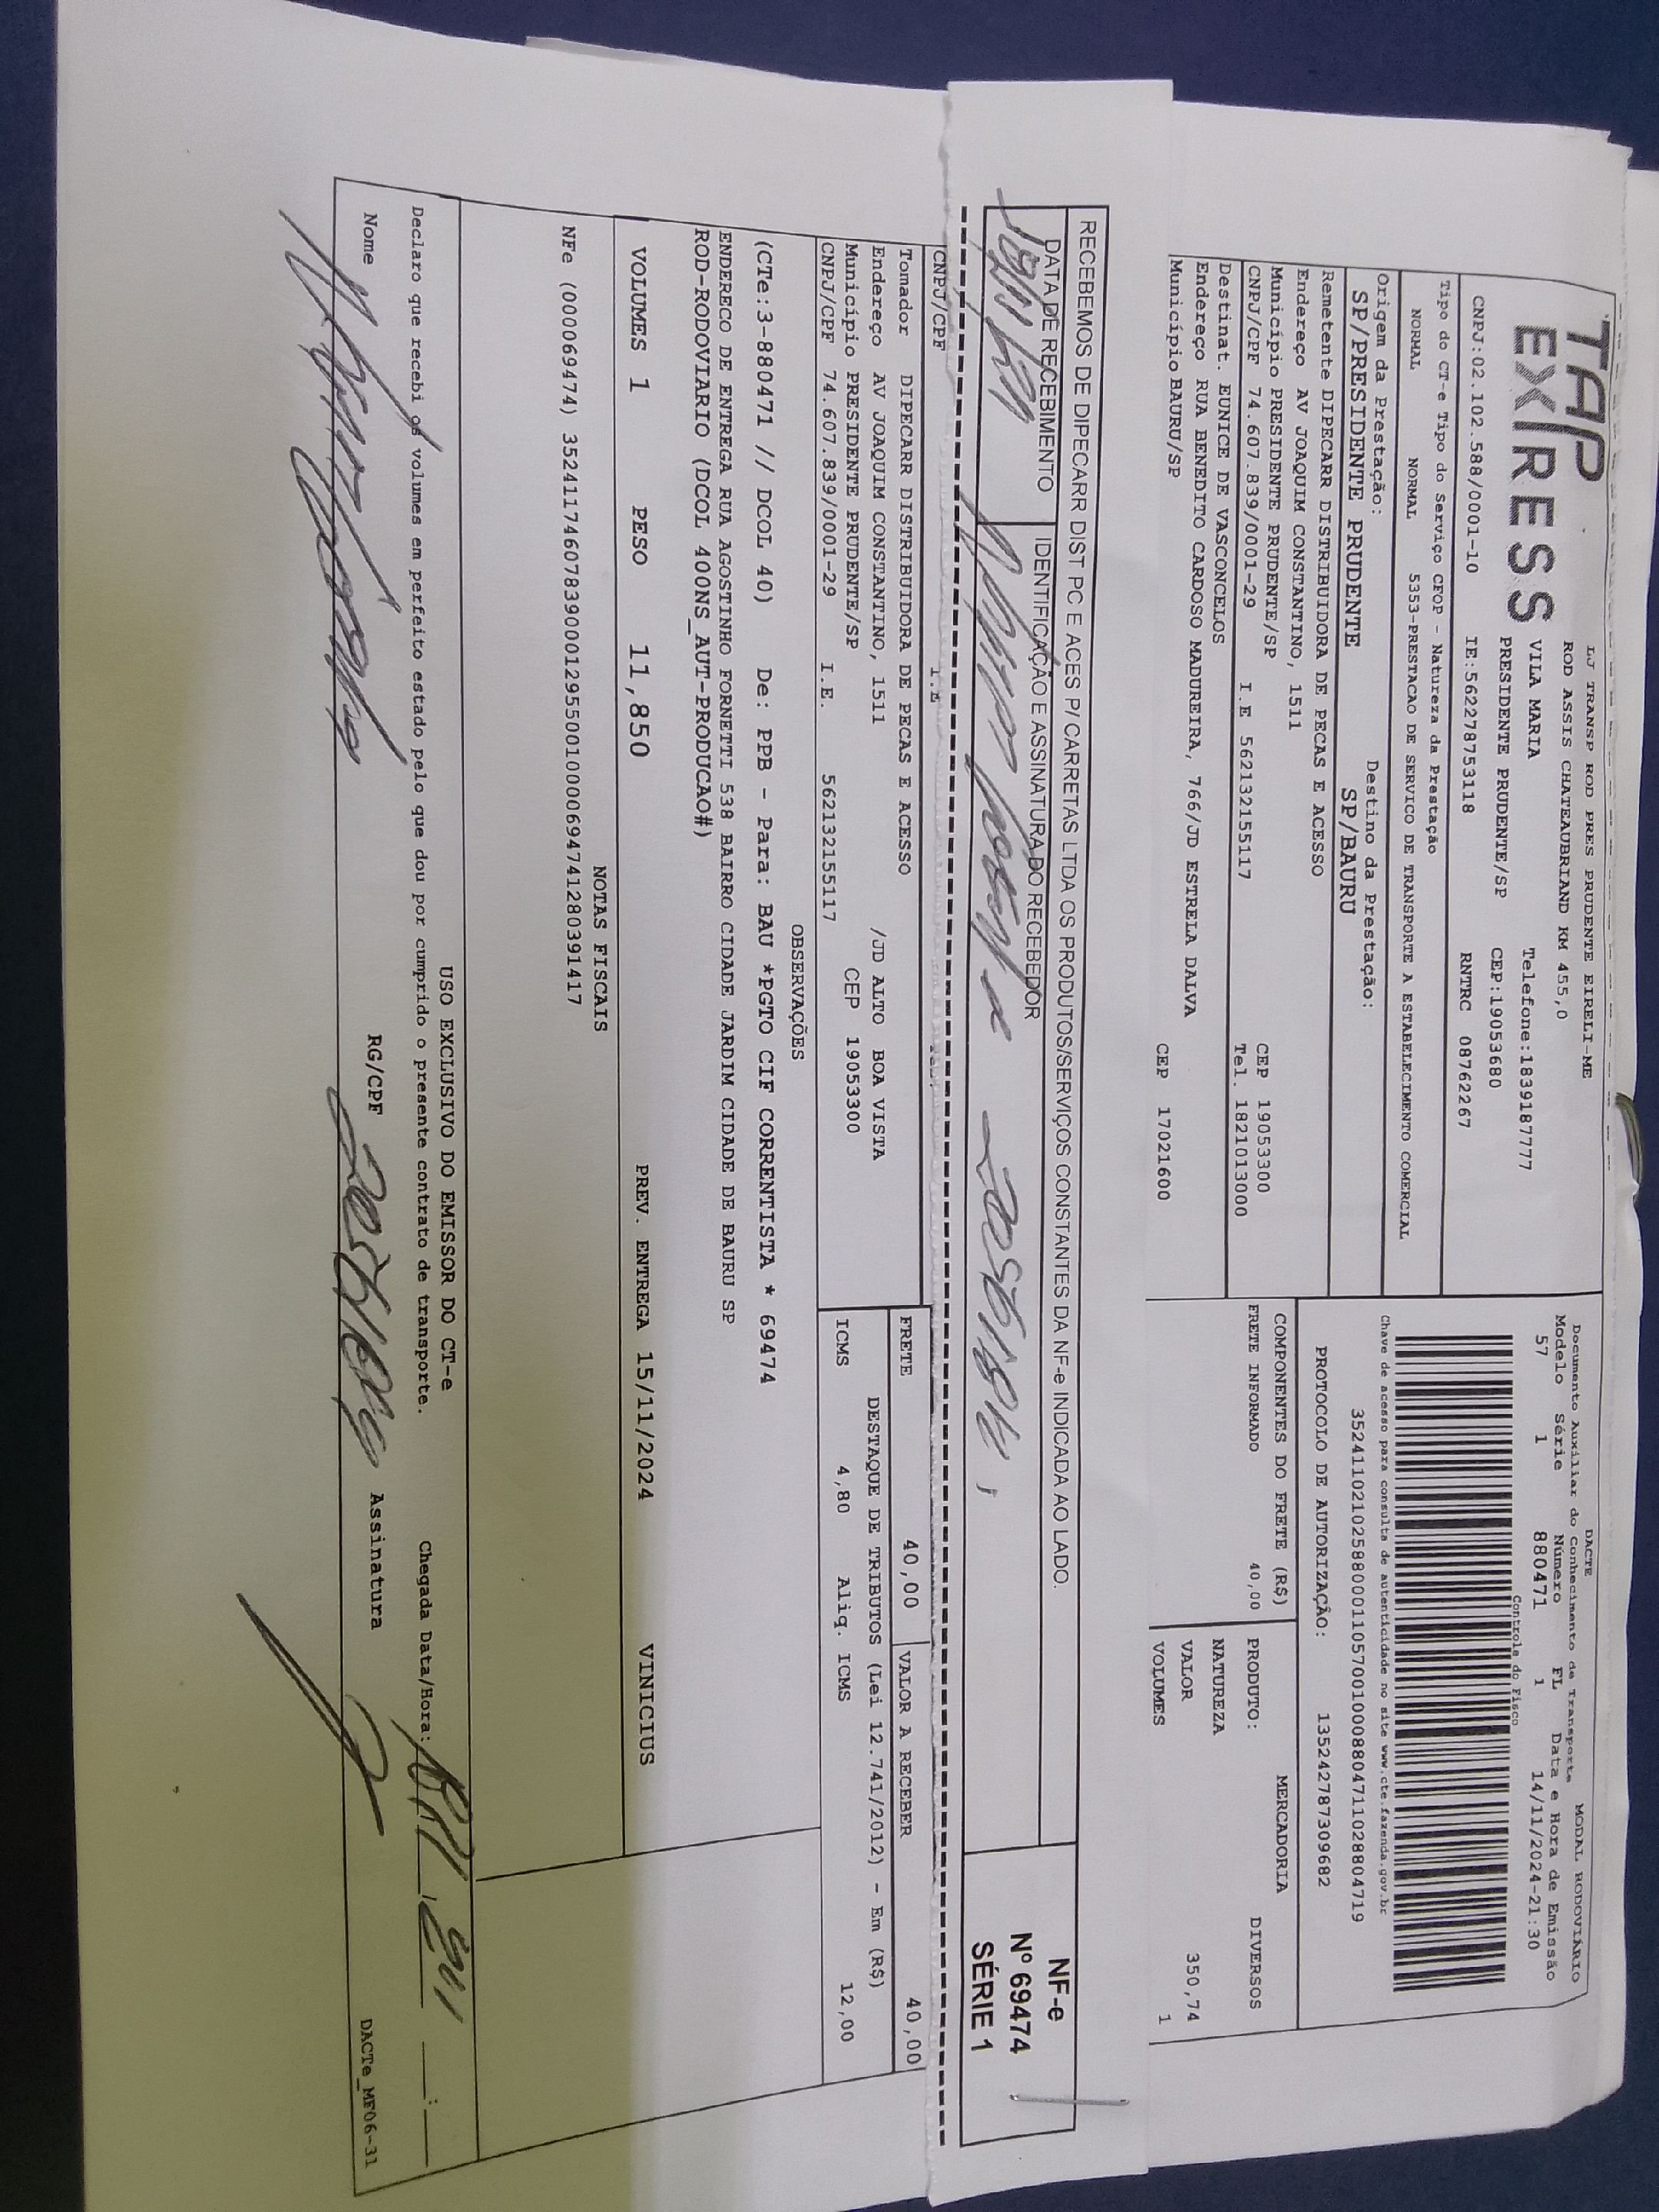 TAP
EXPRESS
LJ TRANSP ROD PRES PRUDENTE EIRELI-ME
ROD ASSIS CHATEAUBRIAND KM 455,0
VILA MARIA Telefone:1839187777
PRESIDENTE PRUDENTE/SP CEP:19053680
CNPJ:02.102.588/0001-10 IE:562278753118 RNTRC 08762267
Tipo do CT-e Tipo do Serviço CFOP - Natureza da Prestação
NORMAL NORMAL 5353-PRESTACAO DE SERVICO DE TRANSPORTE A ESTABELECIMENTO COMERCIAL
Origem da Prestação: Destino da Prestação:
SP/PRESIDENTE PRUDENTE SP/BAURU
Remetente DIPECARR DISTRIBUIDORA DE PECAS E ACESSO
Endereço AV JOAQUIM CONSTANTINO, 1511
Município PRESIDENTE PRUDENTE/SP CEP 19053300
CNPJ/CPF 74.607.839/0001-29 I.E 562132155117 Tel. 1821013000
Destinat. EUNICE DE VASCONCELOS
Endereço RUA BENEDITO CARDOSO MADUREIRA, 766/JD ESTRELA DALVA
Município BAURU/SP CEP 17021600
DACTE MODAL RODOVIÁRIO
Documento Auxiliar do Conhecimento de Transporte
Modelo Série Número FL Data e Hora de Emissão
57 1 880471 1 14/11/2024-21:30
Controle do Fisco
Chave de acesso para consulta de autenticidade no site www.cte.fazenda.gov.br
35241102102588000110570010008804711028804719
PROTOCOLO DE AUTORIZAÇÃO: 135242787309682
COMPONENTES DO FRETE (R$) MERCADORIA
FRETE INFORMADO 40,00 PRODUTO: DIVERSOS
NATUREZA
VALOR 350,74
VOLUMES 1
RECEBEMOS DE DIPECARR DIST PC E ACES P/ CARRETAS LTDA OS PRODUTOS/SERVIÇOS CONSTANTES DA NF-e INDICADA AO LADO.
DATA DE RECEBIMENTO IDENTIFICAÇÃO E ASSINATURA DO RECEBEDOR
NF-e
Nº 69474
SÉRIE 1
CNPJ/CPF I.E
Tomador DIPECARR DISTRIBUIDORA DE PECAS E ACESSO
Endereço AV JOAQUIM CONSTANTINO, 1511 /JD ALTO BOA VISTA
Município PRESIDENTE PRUDENTE/SP CEP 19053300
CNPJ/CPF 74.607.839/0001-29 I.E. 562132155117
FRETE 40,00 VALOR A RECEBER 40,00
DESTAQUE DE TRIBUTOS (Lei 12.741/2012) - Em (R$)
ICMS 4,80 Aliq. ICMS 12,00
OBSERVAÇÕES
(CTe:3-880471 // DCOL 40) De: PPB - Para: BAU *PGTO CIF CORRENTISTA * 69474
ENDERECO DE ENTREGA RUA AGOSTINHO FORNETTI 538 BAIRRO CIDADE JARDIM CIDADE DE BAURU SP
ROD-RODOVIARIO (DCOL 400NS_AUT-PRODUCAO#)
VOLUMES 1 PESO 11,850 PREV. ENTREGA 15/11/2024 VINICIUS
NOTAS FISCAIS
NFe (000069474) 35241174607839000129550010000694741280391417
USO EXCLUSIVO DO EMISSOR DO CT-e
Declaro que recebi os volumes em perfeito estado pelo que dou por cumprido o presente contrato de transporte. Chegada Data/Hora:
Nome RG/CPF Assinatura
DACTe_MF06-31